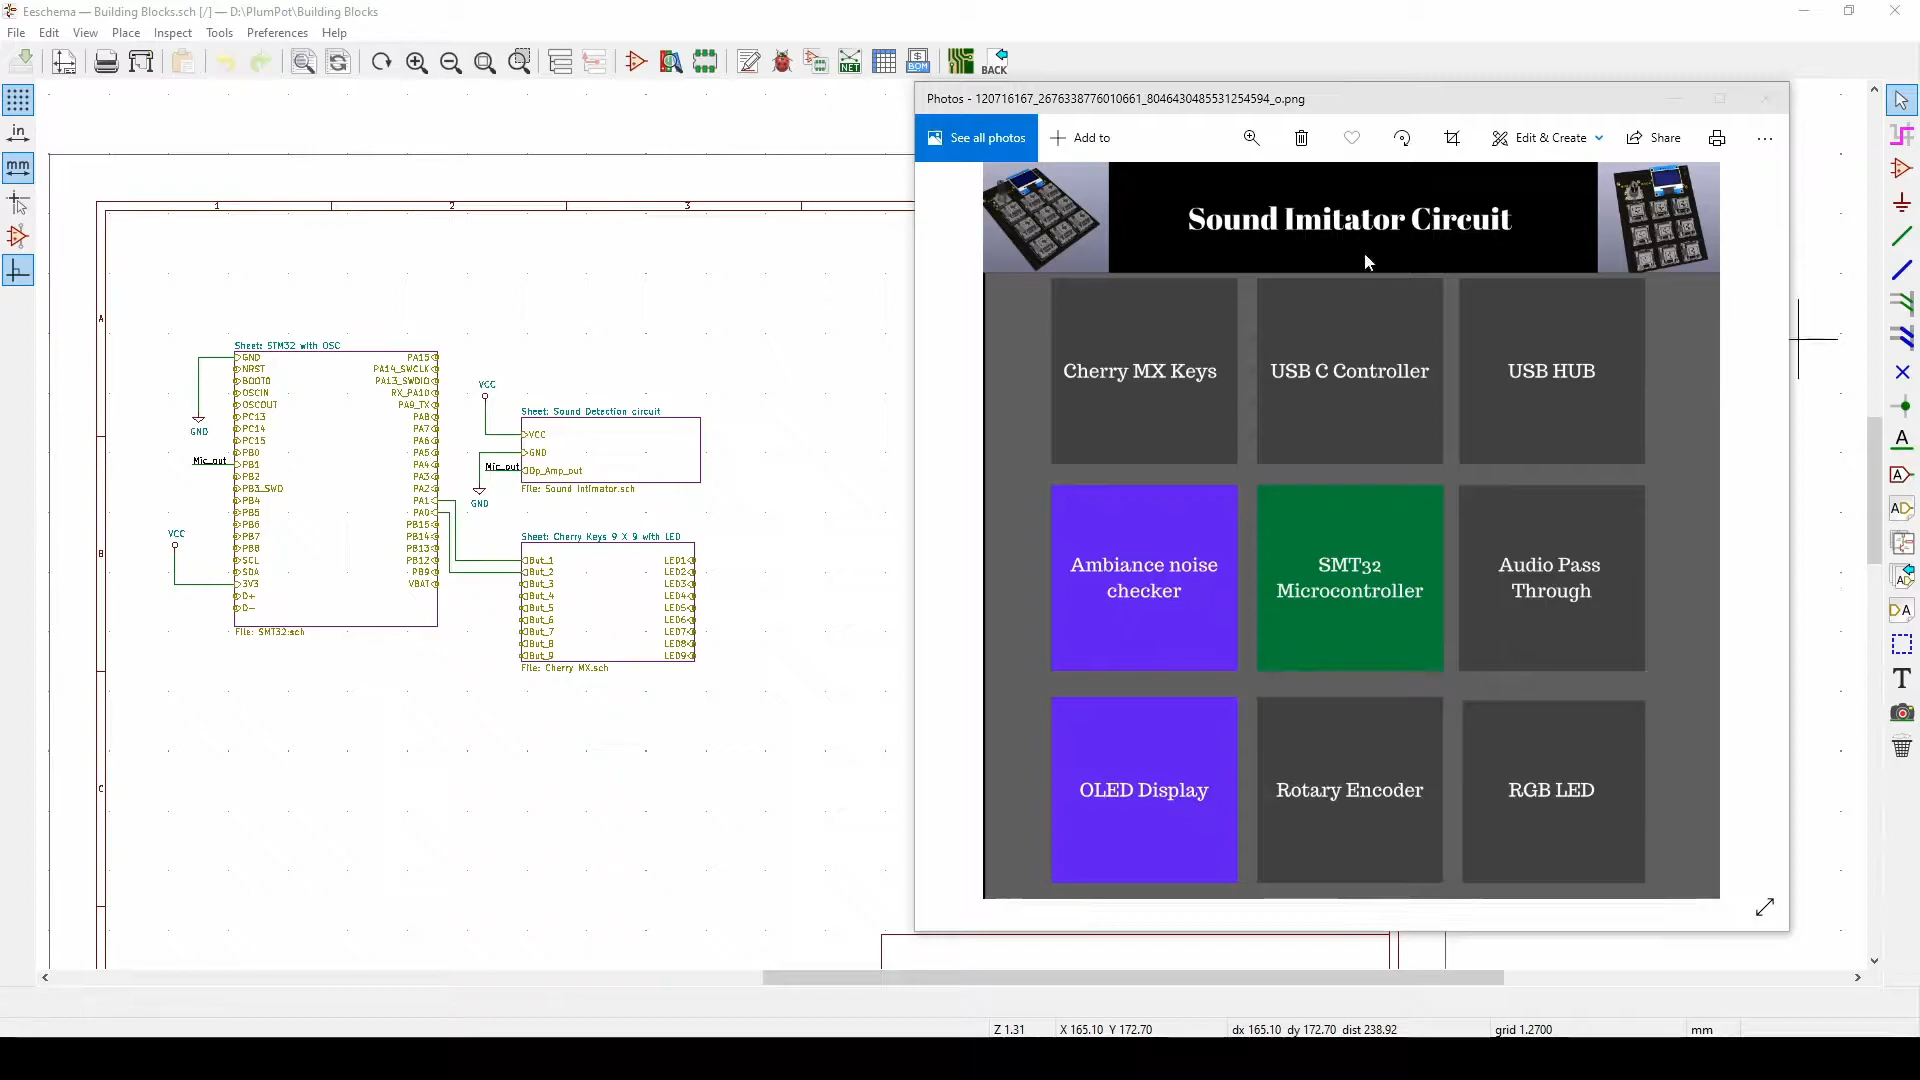 Eeschema — Building Blocks.sch [/] — D:\PlumPot\Building Blocks
File Edit View Place Inspect Tools Preferences Help
NET
BOM
BACK
in
mm
Photos - 120716167_2676338776010661_8046430485531254594_o.png
See all photos
Add to
Edit & Create
Share
Sound Imitator Circuit
Cherry MX Keys
USB C Controller
USB HUB
Ambiance noise
checker
SMT32
Microcontroller
Audio Pass
Through
OLED Display
Rotary Encoder
RGB LED
1
2
3
A
B
C
Sheet: STM32 with OSC
GND
NRST
BOOT0
OSCIN
OSCOUT
PC13
PC14
PC15
PB0
PB1
PB2
PB3_SWD
PB4
PB5
PB6
PB7
PB8
SCL
SDA
3V3
D+
D-
PA15
PA14_SWCLK
PA13_SWDIO
RX_PA10
PA9_TX
PA8
PA7
PA6
PA5
PA4
PA3
PA2
PA1
PA0
PB15
PB14
PB13
PB12
PB9
VBAT
File: SMT32.sch
GND
Mic_out
VCC
VCC
Sheet: Sound Detection circuit
VCC
GND
Mic_out
Op_Amp_out
File: Sound Intimator.sch
GND
Sheet: Cherry Keys 9 X 9 with LED
But_1
But_2
But_3
But_4
But_5
But_6
But_7
But_8
But_9
LED1
LED2
LED3
LED4
LED5
LED6
LED7
LED8
LED9
File: Cherry MX.sch
A
A
A
A
A
T
Z 1.31
X 165.10 Y 172.70
dx 165.10 dy 172.70 dist 238.92
grid 1.2700
mm